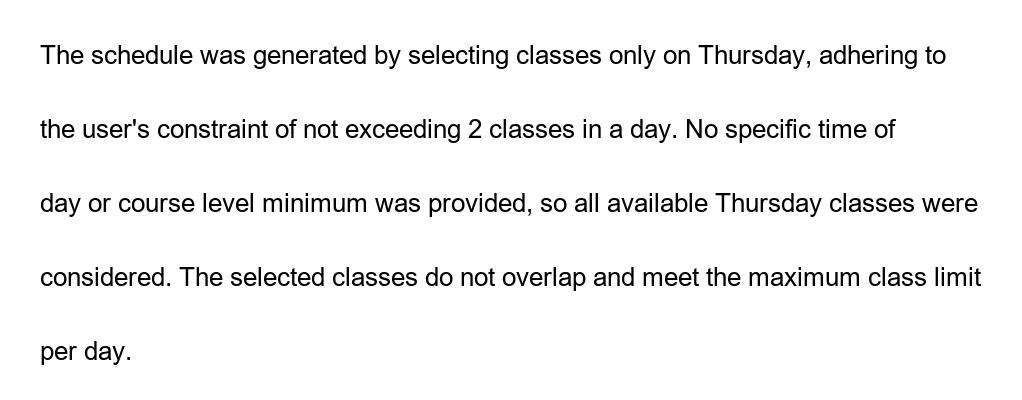 The schedule was generated by selecting classes only on Thursday, adhering to
the user's constraint of not exceeding 2 classes in a day. No specific time of
day or course level minimum was provided, so all available Thursday classes were
considered. The selected classes do not overlap and meet the maximum class limit
per day.